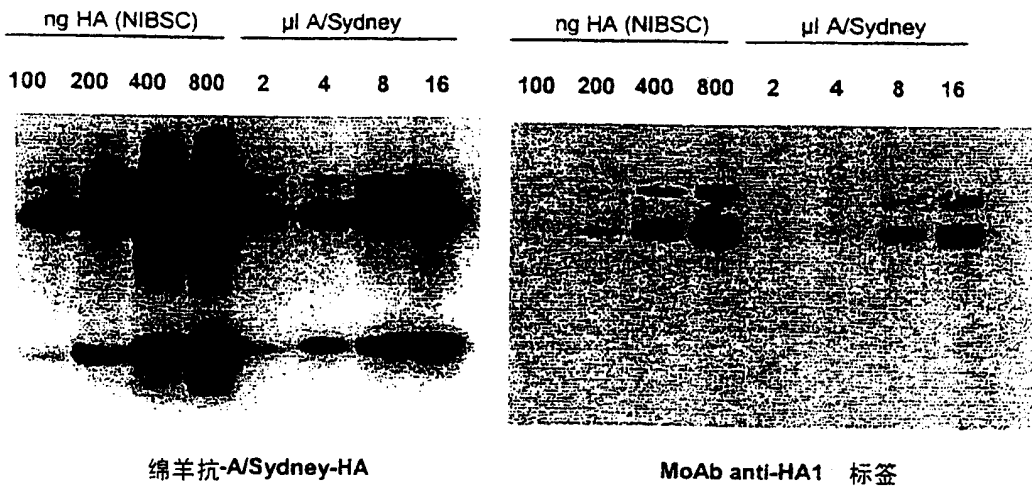 ng HA (NIBSC) µl A/Sydney
100 200 400 800 2 4 8 16
绵羊抗-A/Sydney-HA
ng HA (NIBSC) µl A/Sydney
100 200 400 800 2 4 8 16
MoAb anti-HA1 标签